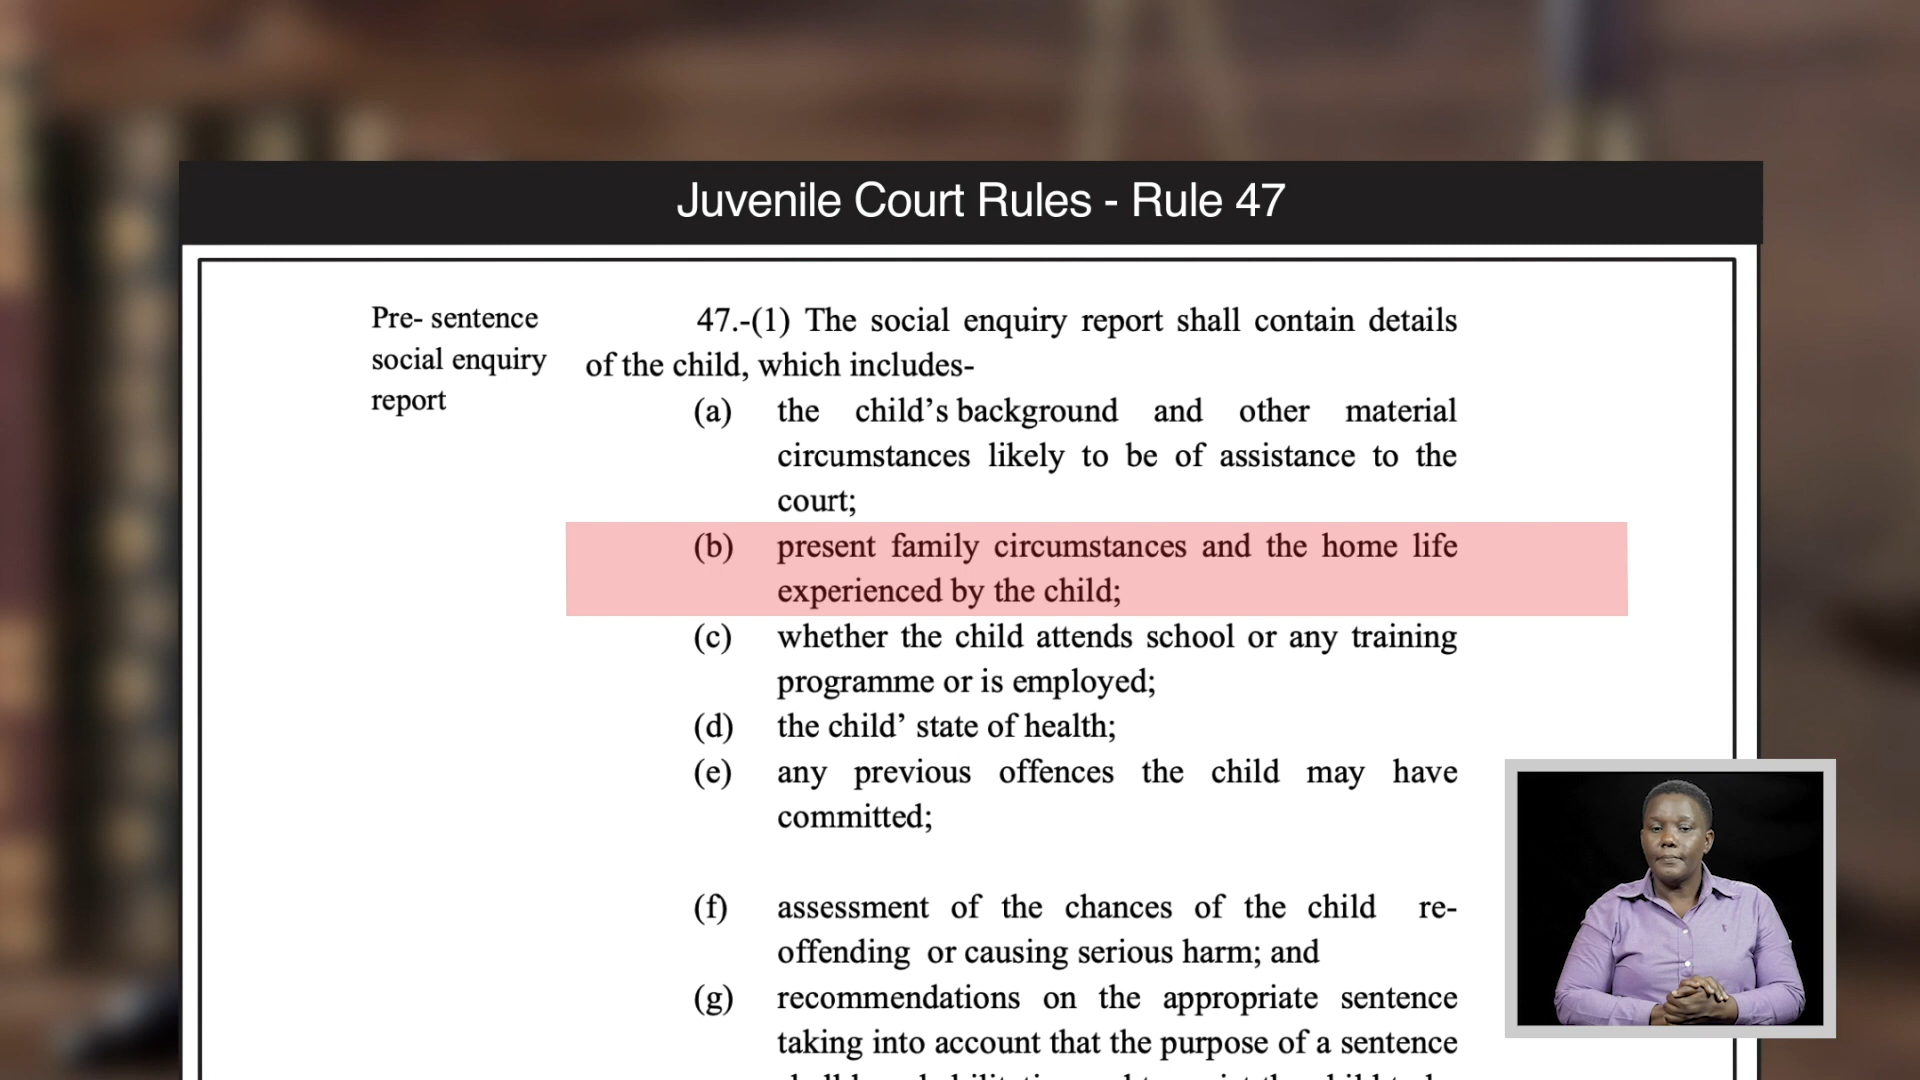 Juvenile Court Rules - Rule 47
Pre- sentence
social enquiry
report
47.-(1) The social enquiry report shall contain details
of the child, which includes-
(a) the child’s background and other material
circumstances likely to be of assistance to the
court;
(b) present family circumstances and the home life
experienced by the child;
(c) whether the child attends school or any training
programme or is employed;
(d) the child’ state of health;
(e) any previous offences the child may have
committed;
(f) assessment of the chances of the child re-
offending or causing serious harm; and
(g) recommendations on the appropriate sentence
taking into account that the purpose of a sentence